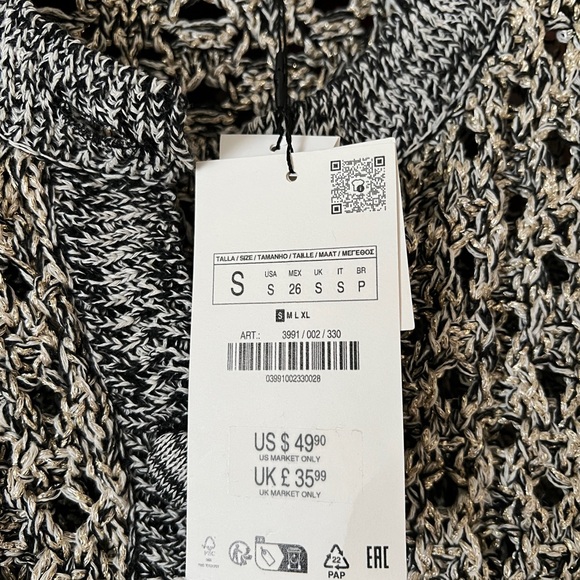 TALLA / SIZE / TAMANHO / TAILLE / MAAT / ΜΕΓΕΘΟΣ
S USA S MEX 26 UK S IT S BR P
S M L XL
ART.: 3991 / 002 / 330
03991002330028
US $ 49.90
US MARKET ONLY
UK £ 35.99
UK MARKET ONLY
FSC
22
PAP
EAC